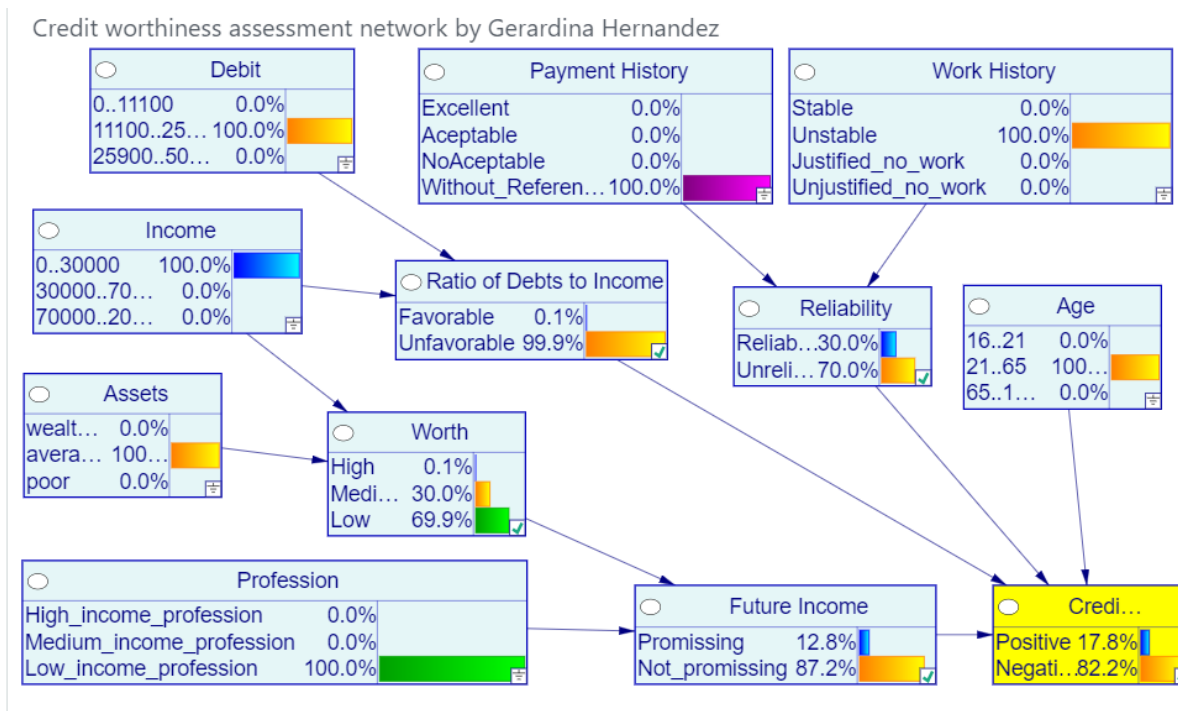 Credit worthiness assessment network by Gerardina Hernandez
Debit
0..11100 0.0%
11100..25... 100.0%
25900..50... 0.0%
Payment History
Excellent 0.0%
Aceptable 0.0%
NoAceptable 0.0%
Without_Referen... 100.0%
Work History
Stable 0.0%
Unstable 100.0%
Justified_no_work 0.0%
Unjustified_no_work 0.0%
Income
0..30000 100.0%
30000..70... 0.0%
70000..20... 0.0%
Ratio of Debts to Income
Favorable 0.1%
Unfavorable 99.9%
Reliability
Reliab... 30.0%
Unreli... 70.0%
Age
16..21 0.0%
21..65 100...
65..1... 0.0%
Assets
wealt... 0.0%
avera... 100...
poor 0.0%
Worth
High 0.1%
Medi... 30.0%
Low 69.9%
Profession
High_income_profession 0.0%
Medium_income_profession 0.0%
Low_income_profession 100.0%
Future Income
Promissing 12.8%
Not_promissing 87.2%
Credi...
Positive 17.8%
Negati... 82.2%